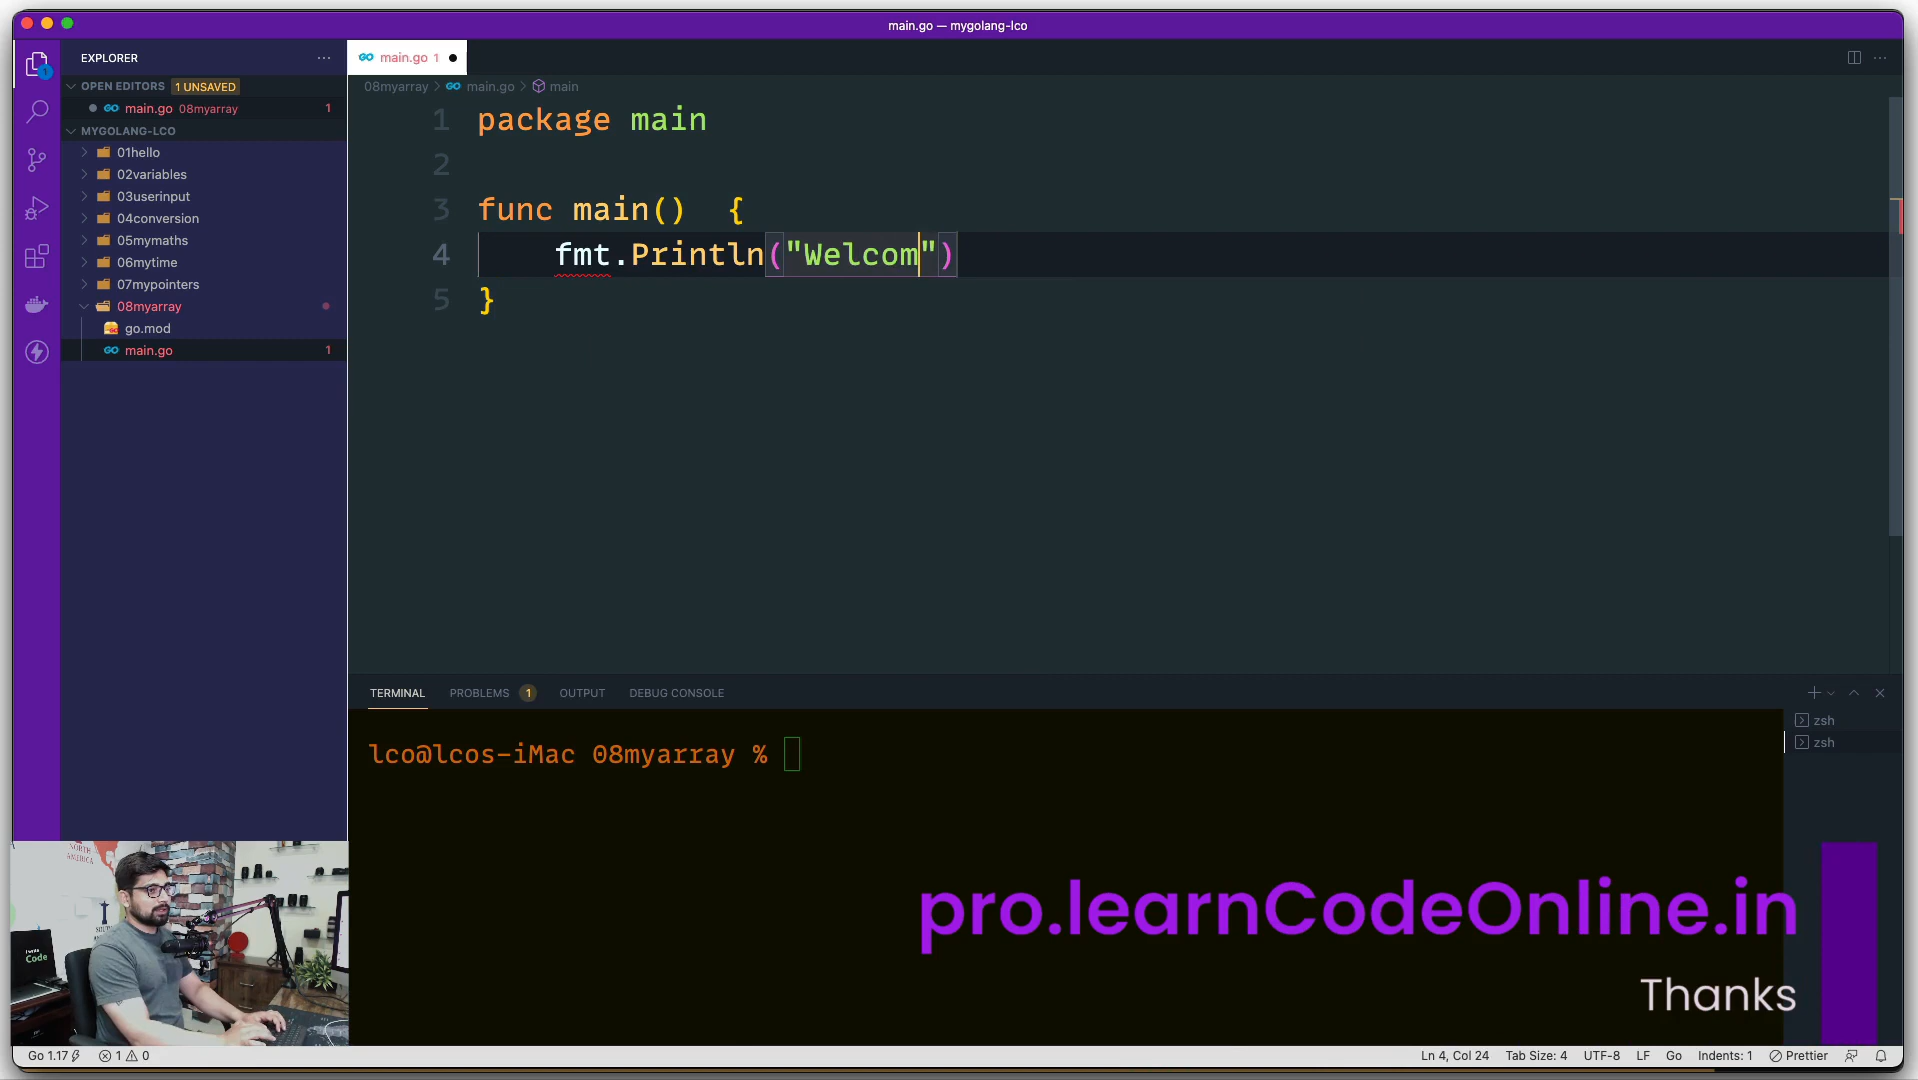 main.go — mygolang-lco
EXPLORER
main.go 1
OPEN EDITORS 1 UNSAVED
08myarray > main.go > main
main.go 08myarray 1
MYGOLANG-LCO
01hello
02variables
03userinput
04conversion
05mymaths
06mytime
07mypointers
08myarray
go.mod
main.go 1
1 package main
2
3 func main()  {
4 fmt.Println("Welcom")
5 }
TERMINAL PROBLEMS 1 OUTPUT DEBUG CONSOLE
zsh
zsh
lco@lcos-iMac 08myarray %
NORTH
AMERICA
Code
pro.learnCodeOnline.in
Thanks
Go 1.17 1 0 Ln 4, Col 24 Tab Size: 4 UTF-8 LF Go Indents: 1 Prettier